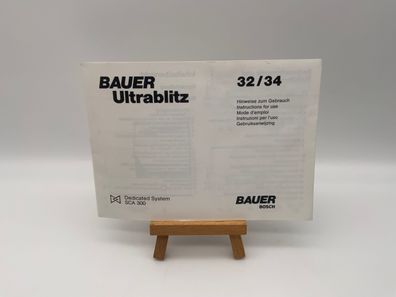 BAUER
Ultrablitz
32/34
Hinweise zum Gebrauch
Instructions for use
Mode d'emploi
Instruzioni per l'uso
Gebruiksanwijzing
Dedicated System
SCA 300
BAUER
BOSCH